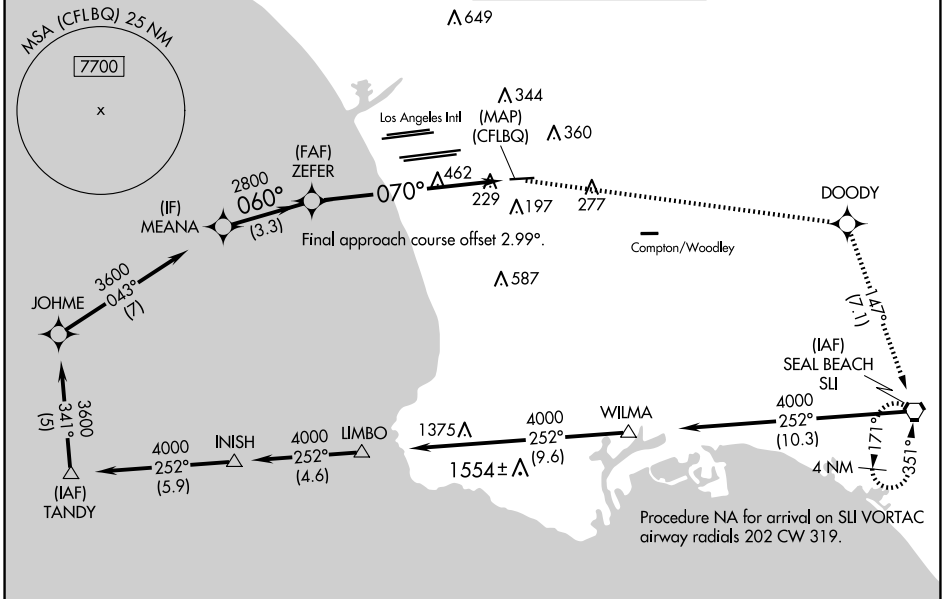 MSA (CFLBQ) 25 NM
7700
x
649
344
Los Angeles Intl
(MAP)
(CFLBQ)
360
(FAF)
ZEFER
462
2800
060°
(3.3)
070°
229
277
197
(IF)
MEANA
DOODY
Final approach course offset 2.99°.
Compton/Woodley
587
3600
043°
(7)
JOHME
147°
(7.1)
(IAF)
SEAL BEACH
SLI
3600
341°
(5)
4000
252°
(5.9)
INISH
4000
252°
(4.6)
LIMBO
1375
4000
252°
(9.6)
1554±
WILMA
4000
252°
(10.3)
171°
351°
4 NM
(IAF)
TANDY
Procedure NA for arrival on SLI VORTAC
airway radials 202 CW 319.